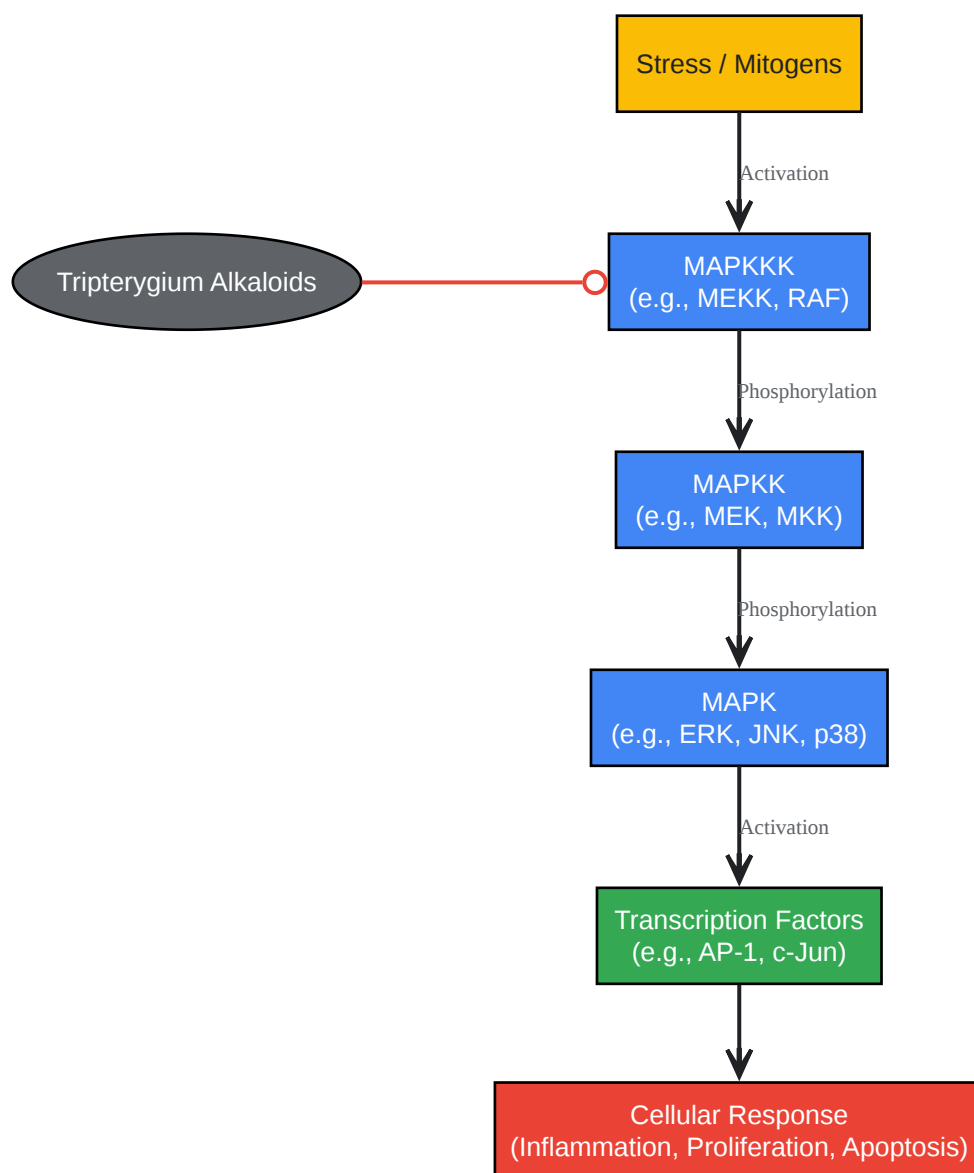 Stress / Mitogens
Activation
Tripterygium Alkaloids
MAPKKK
(e.g., MEKK, RAF)
Phosphorylation
MAPKK
(e.g., MEK, MKK)
Phosphorylation
MAPK
(e.g., ERK, JNK, p38)
Activation
Transcription Factors
(e.g., AP-1, c-Jun)
Cellular Response
(Inflammation, Proliferation, Apoptosis)